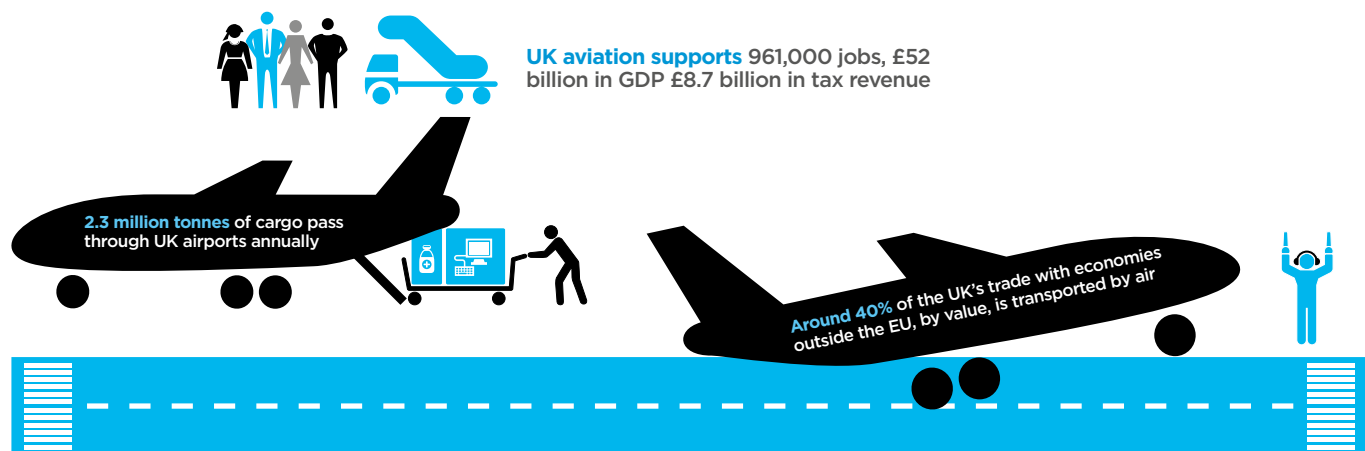 UK aviation supports 961,000 jobs, £52
billion in GDP £8.7 billion in tax revenue
2.3 million tonnes of cargo pass
through UK airports annually
Around 40% of the UK's trade with economies
outside the EU, by value, is transported by air